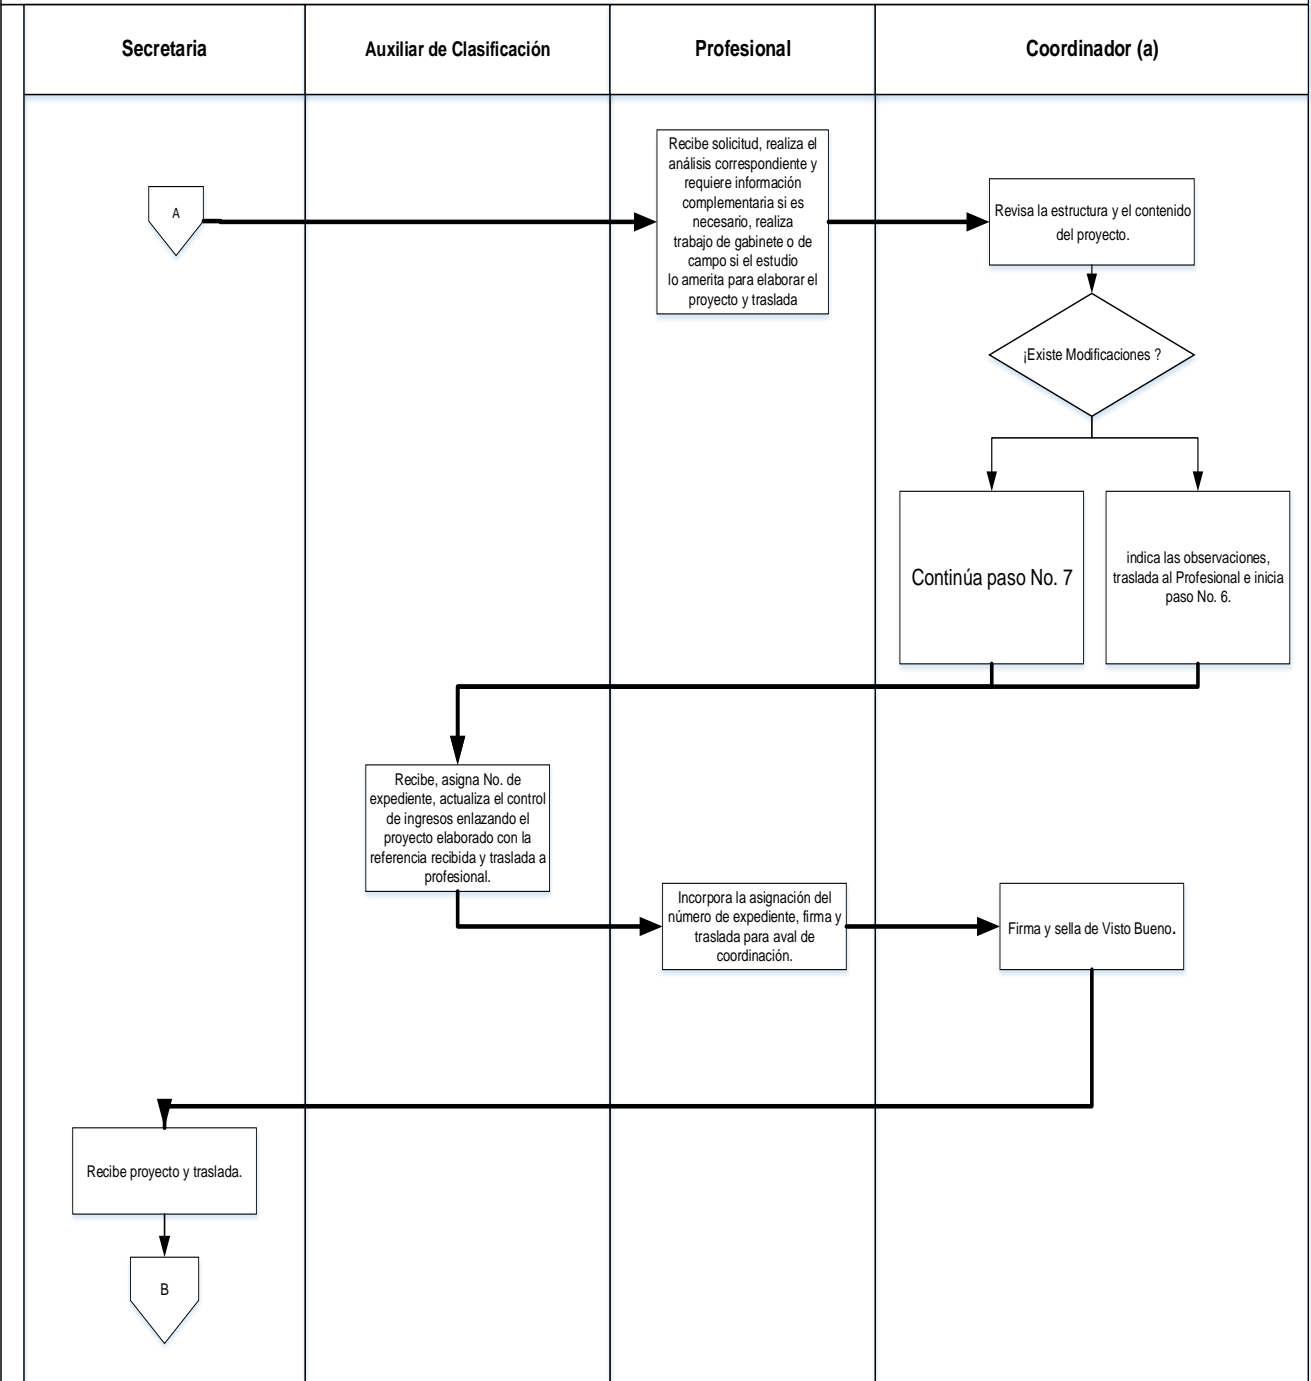 Secretaria
Auxiliar de Clasificación
Profesional
Coordinador (a)
A
Recibe solicitud, realiza el
análisis correspondiente y
requiere información
complementaria si es
necesario, realiza
trabajo de gabinete o de
campo si el estudio
lo amerita para elaborar el
proyecto y traslada
Revisa la estructura y el contenido
del proyecto.
¡Existe Modificaciones ?
Continúa paso No. 7
indica las observaciones,
traslada al Profesional e inicia
paso No. 6.
Recibe, asigna No. de
expediente, actualiza el control
de ingresos enlazando el
proyecto elaborado con la
referencia recibida y traslada a
profesional.
Incorpora la asignación del
número de expediente, firma y
traslada para aval de
coordinación.
Firma y sella de Visto Bueno.
Recibe proyecto y traslada.
B